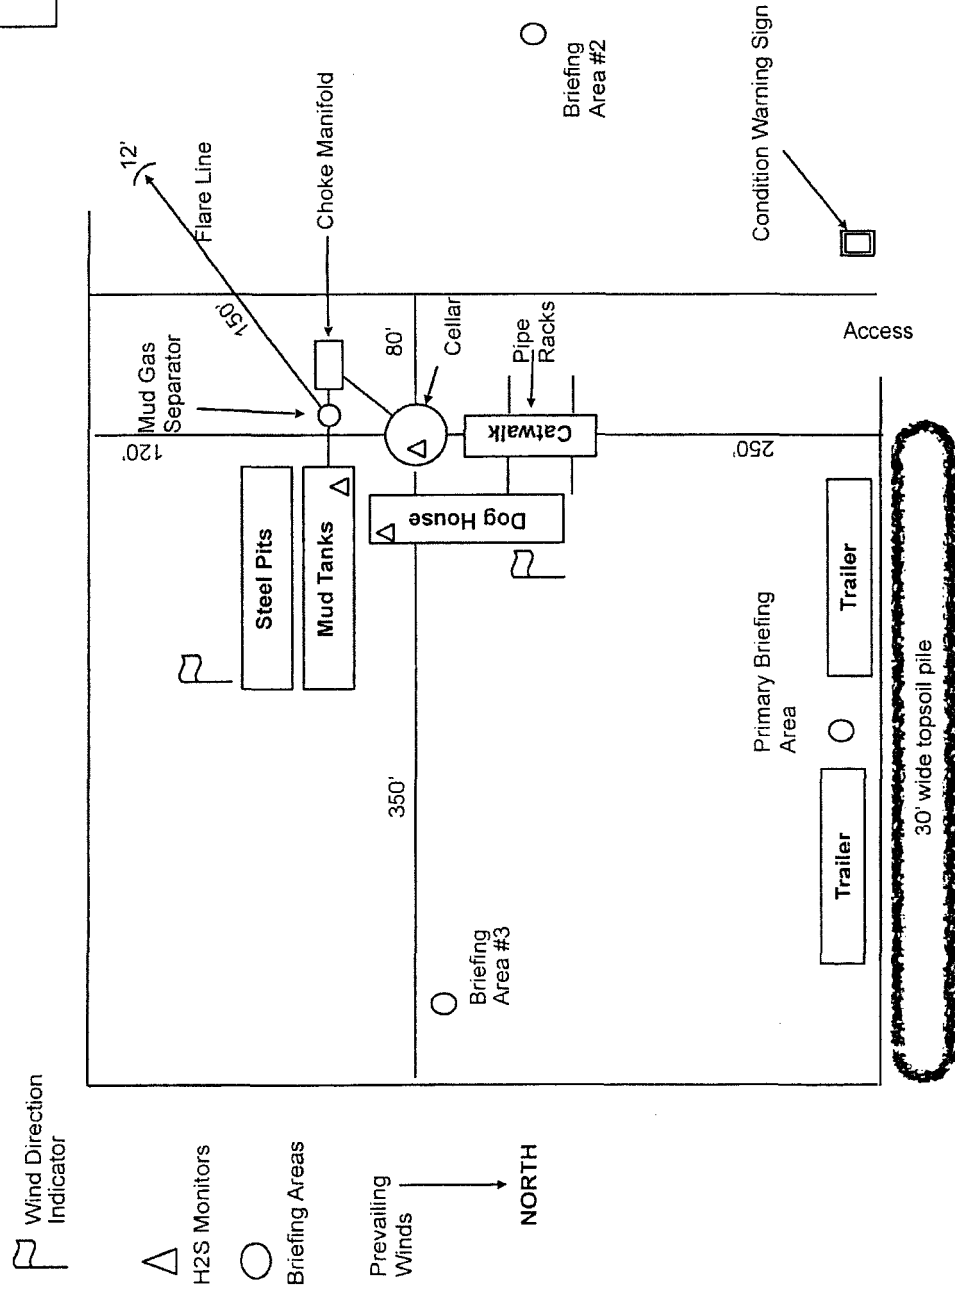 Wind Direction
Indicator
H2S Monitors
Briefing Areas
Prevailing
Winds
NORTH
12'
Flare Line
150'
Choke Manifold
Mud Gas
Separator
120'
80'
Cellar
Pipe
Racks
Catwalk
250'
Steel Pits
Mud Tanks
Dog House
350'
Briefing
Area #2
Condition Warning Sign
Access
Primary Briefing
Area
Trailer
Trailer
Briefing
Area #3
30' wide topsoil pile